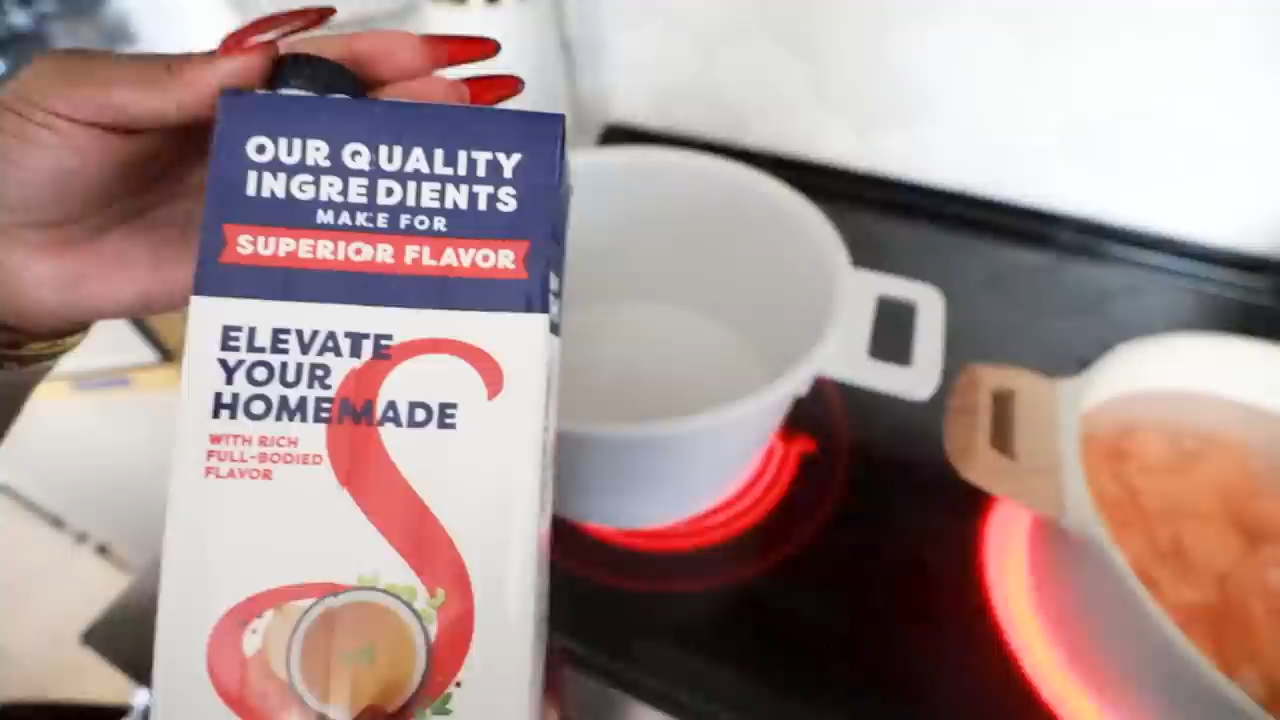 OUR QUALITY
INGREDIENTS
MAKE FOR
SUPERIOR FLAVOR
ELEVATE
YOUR
HOMEMADE
WITH RICH
FULL-BODIED
FLAVOR